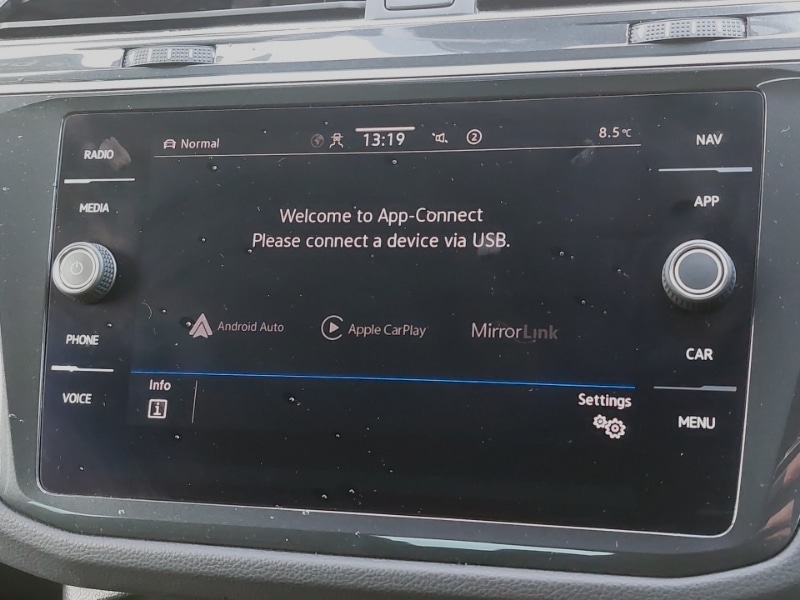 Normal 13:19 2 8.5°C
RADIO
MEDIA
PHONE
VOICE
Welcome to App-Connect
Please connect a device via USB.
Android Auto Apple CarPlay MirrorLink
Info
i
Settings
NAV
APP
CAR
MENU